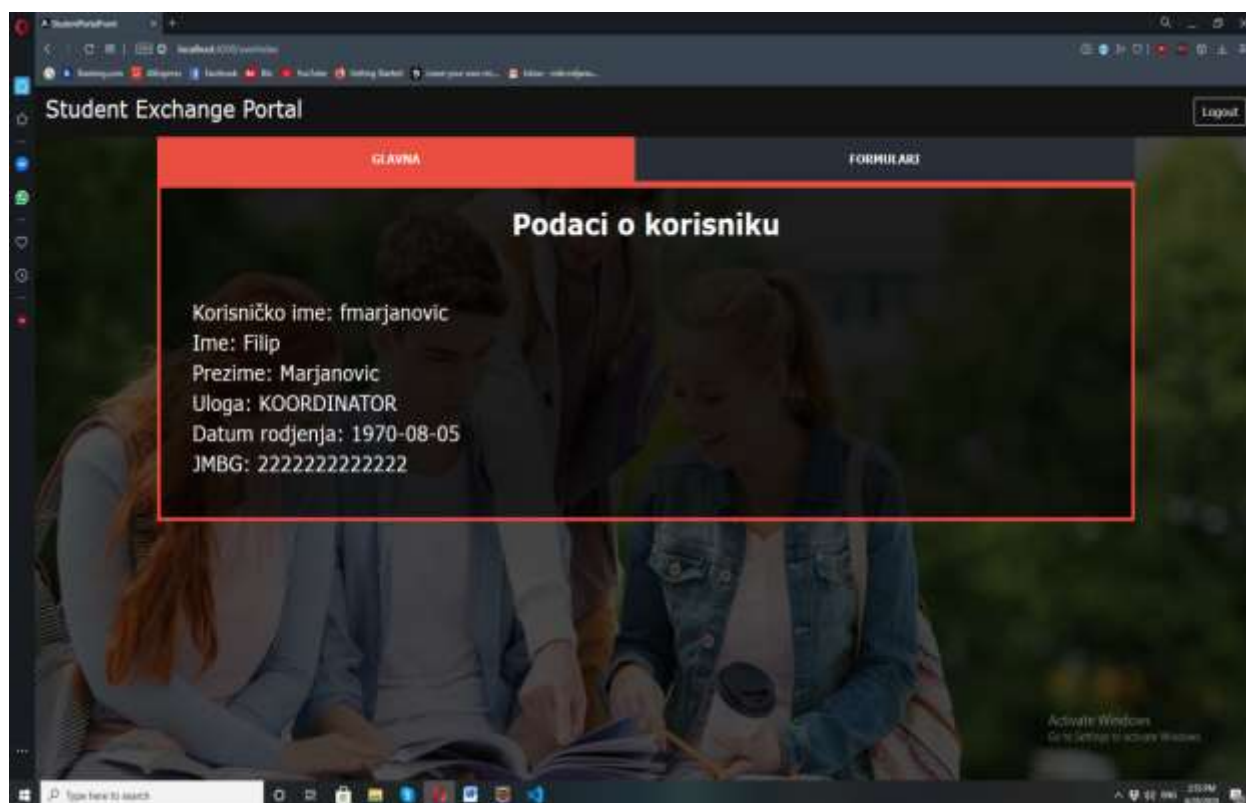 StudentPortalFront
Student Exchange Portal
Logout
GLAVNA
FORMULARI
Podaci o korisniku
Korisničko ime: fmarjanovic
Ime: Filip
Prezime: Marjanovic
Uloga: KOORDINATOR
Datum rodjenja: 1970-08-05
JMBG: 2222222222222
Activate Windows
Go to Settings to activate Windows.
Type here to search